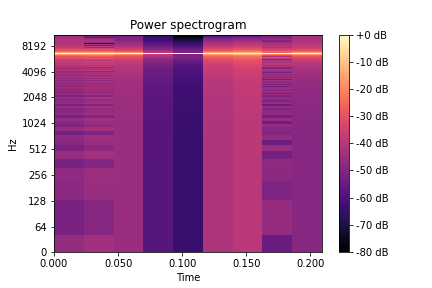 Power spectrogram
Hz
8192
4096
2048
1024
512
256
128
64
0
0.000
0.050
0.100
0.150
0.200
Time
+0 dB
-10 dB
-20 dB
-30 dB
-40 dB
-50 dB
-60 dB
-70 dB
-80 dB